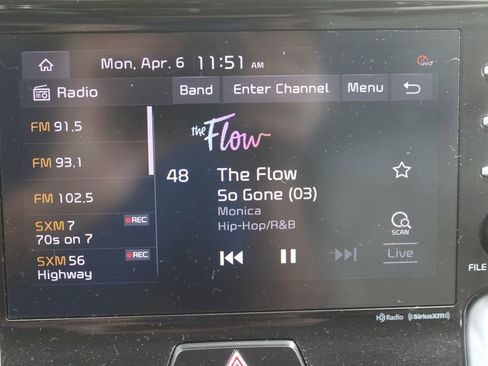 Mon, Apr. 6 11:51 AM
UVO
Radio Band Enter Channel Menu
FM 91.5
FM 93.1
FM 102.5
SXM 7 REC
70s on 7
SXM 56 REC
Highway
the Flow
48 The Flow
So Gone (03)
Monica
Hip-Hop/R&B
SCAN
Live
FILE
HD Radio ((SiriusXM))